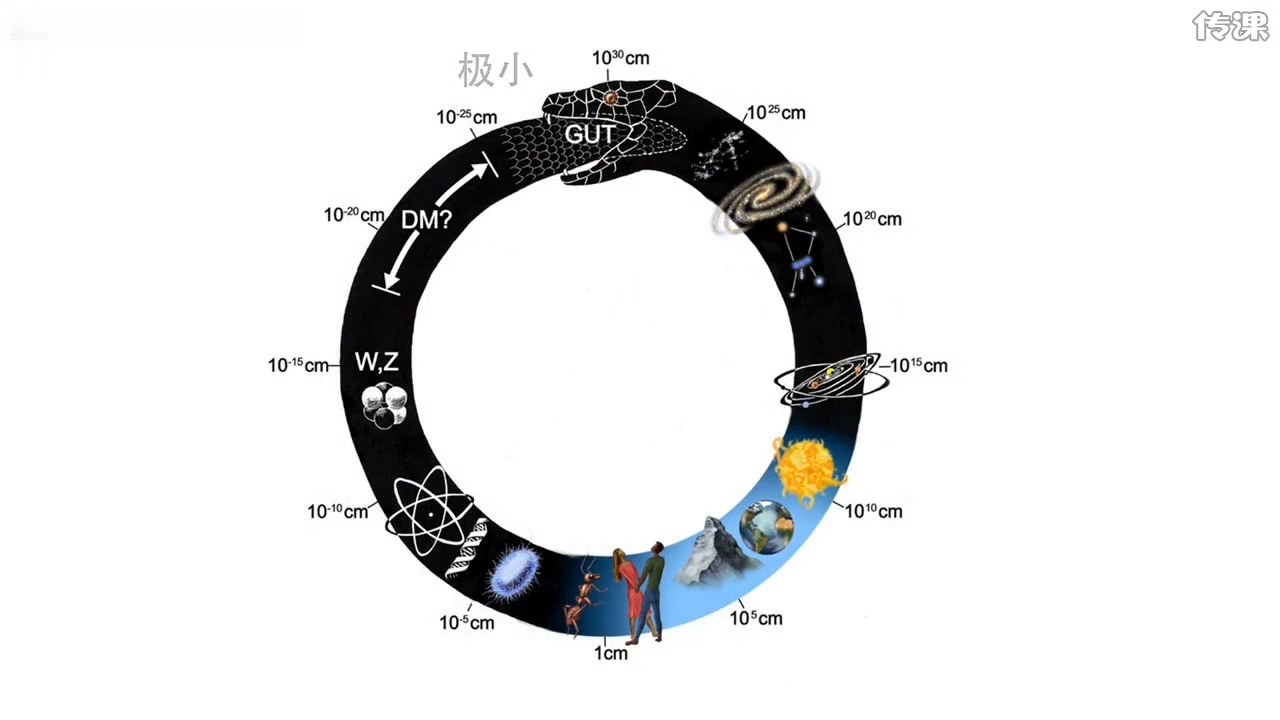 传课
极小
10³⁰cm
10⁻²⁵cm
10²⁵cm
GUT
10⁻²⁰cm
DM?
10²⁰cm
10⁻¹⁵cm
W,Z
10¹⁵cm
10⁻¹⁰cm
10¹⁰cm
10⁻⁵cm
10⁵cm
1cm